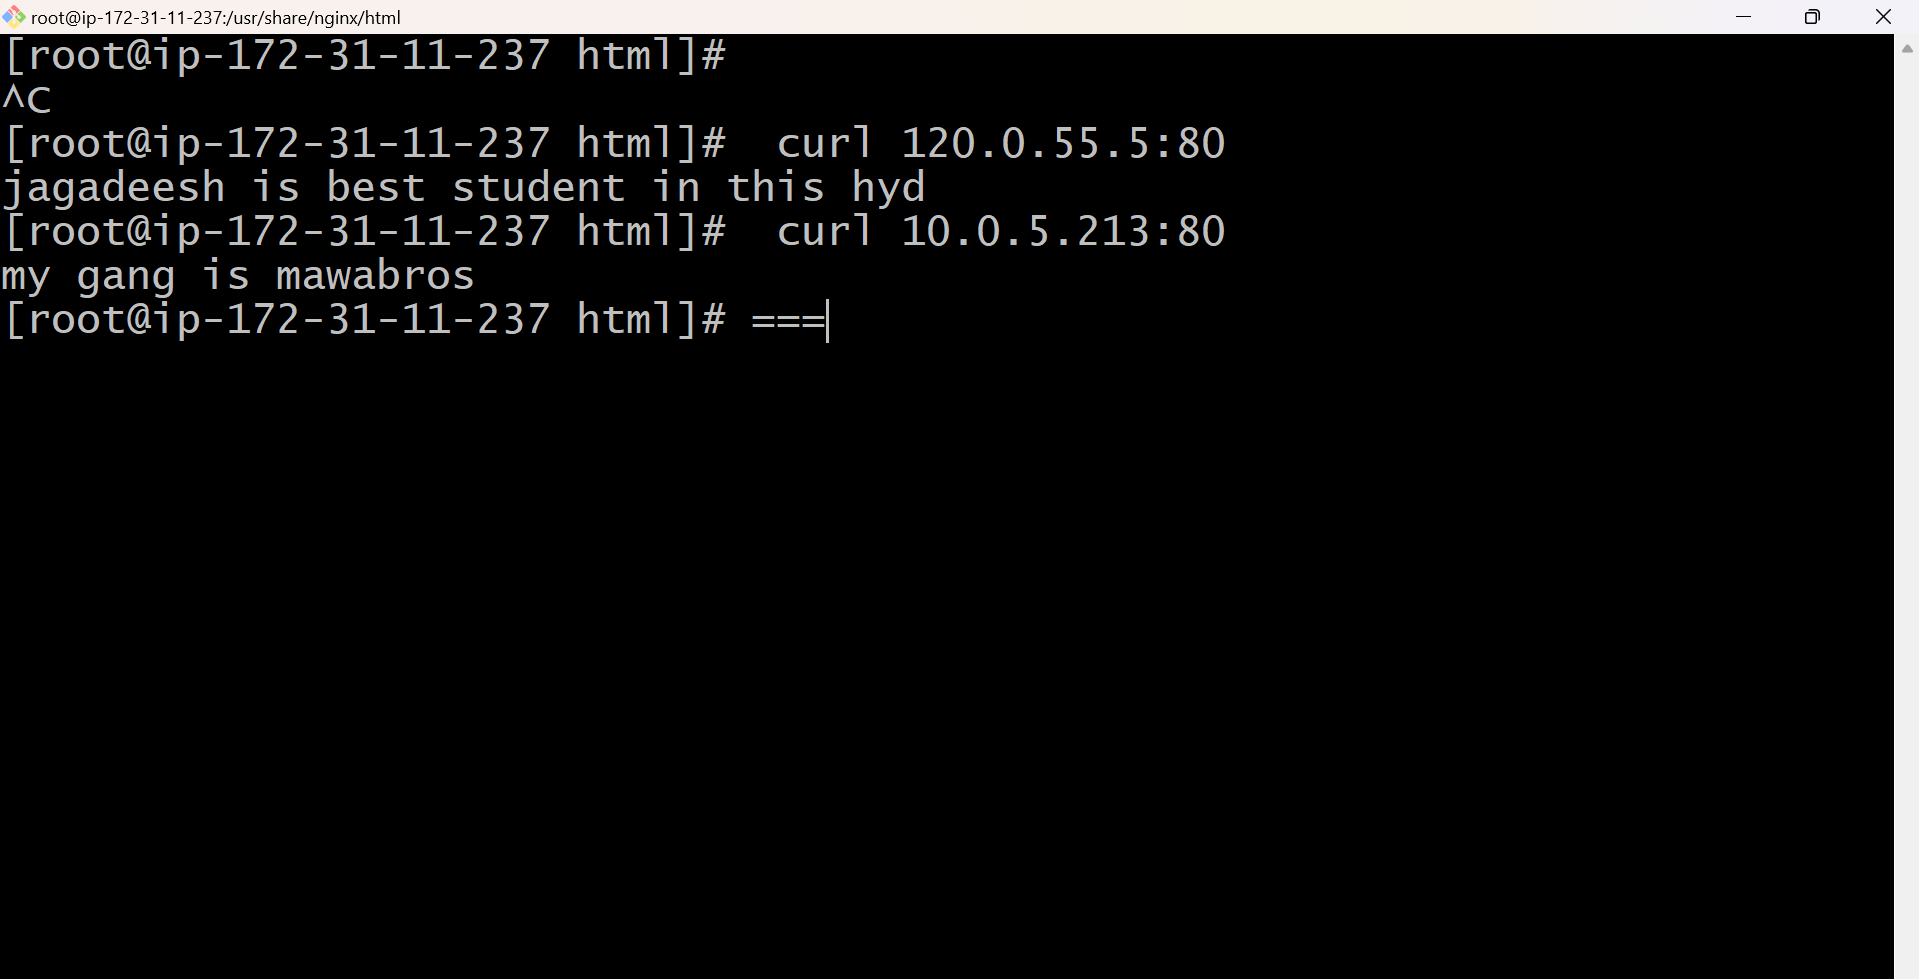 root@ip-172-31-11-237:/usr/share/nginx/html
[root@ip-172-31-11-237 html]#
^C
[root@ip-172-31-11-237 html]#  curl 120.0.55.5:80
jagadeesh is best student in this hyd
[root@ip-172-31-11-237 html]#  curl 10.0.5.213:80
my gang is mawabros
[root@ip-172-31-11-237 html]# ===